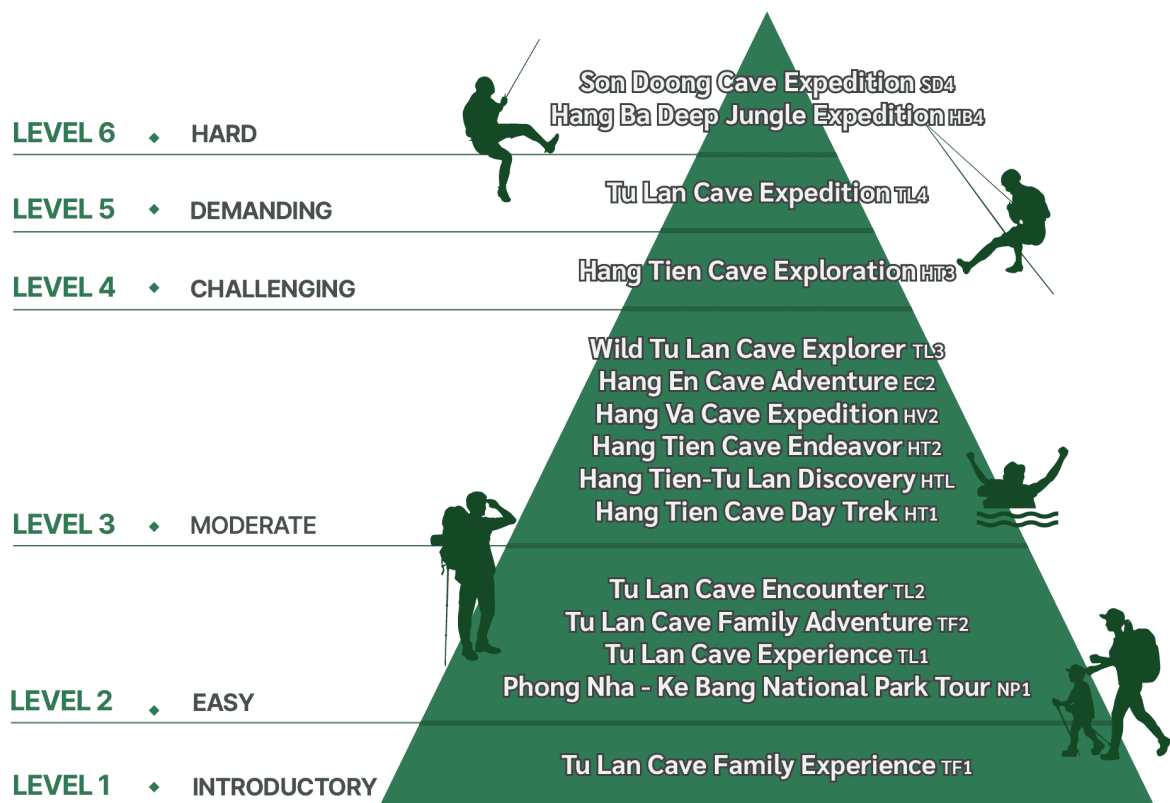 Son Doong Cave Expedition SD4
Hang Ba Deep Jungle Expedition HB4
LEVEL 6 ◆ HARD
Tu Lan Cave Expedition TL4
LEVEL 5 ◆ DEMANDING
Hang Tien Cave Exploration HT3
LEVEL 4 ◆ CHALLENGING
Wild Tu Lan Cave Explorer TL3
Hang En Cave Adventure EC2
Hang Va Cave Expedition HV2
Hang Tien Cave Endeavor HT2
Hang Tien-Tu Lan Discovery HTL
Hang Tien Cave Day Trek HT1
LEVEL 3 ◆ MODERATE
Tu Lan Cave Encounter TL2
Tu Lan Cave Family Adventure TF2
Tu Lan Cave Experience TL1
Phong Nha - Ke Bang National Park Tour NP1
LEVEL 2 ◆ EASY
Tu Lan Cave Family Experience TF1
LEVEL 1 ◆ INTRODUCTORY